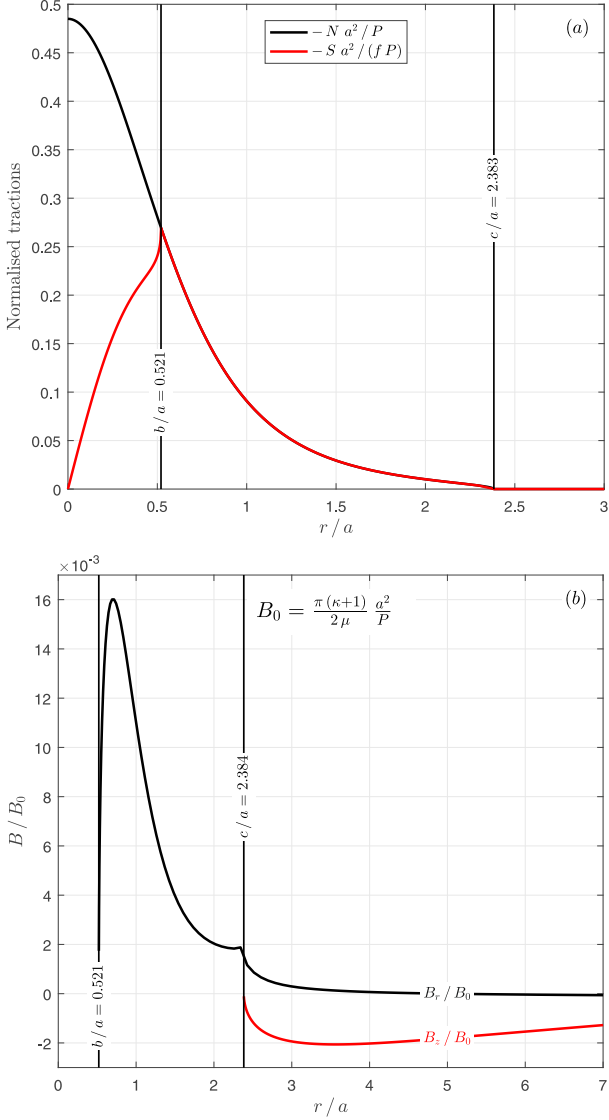 (a)
− N a² / P
− S a² / (f P)
Normalised tractions
0.5
0.45
0.4
0.35
0.3
0.25
0.2
0.15
0.1
0.05
0
b / a = 0.521
c / a = 2.383
0 0.5 1 1.5 2 2.5 3
r / a
×10⁻³
(b)
B₀ = π (κ+1) / 2 μ a² / P
B / B₀
16
14
12
10
8
6
4
2
0
-2
b / a = 0.521
c / a = 2.384
B_r / B₀
B_z / B₀
0 1 2 3 4 5 6 7
r / a